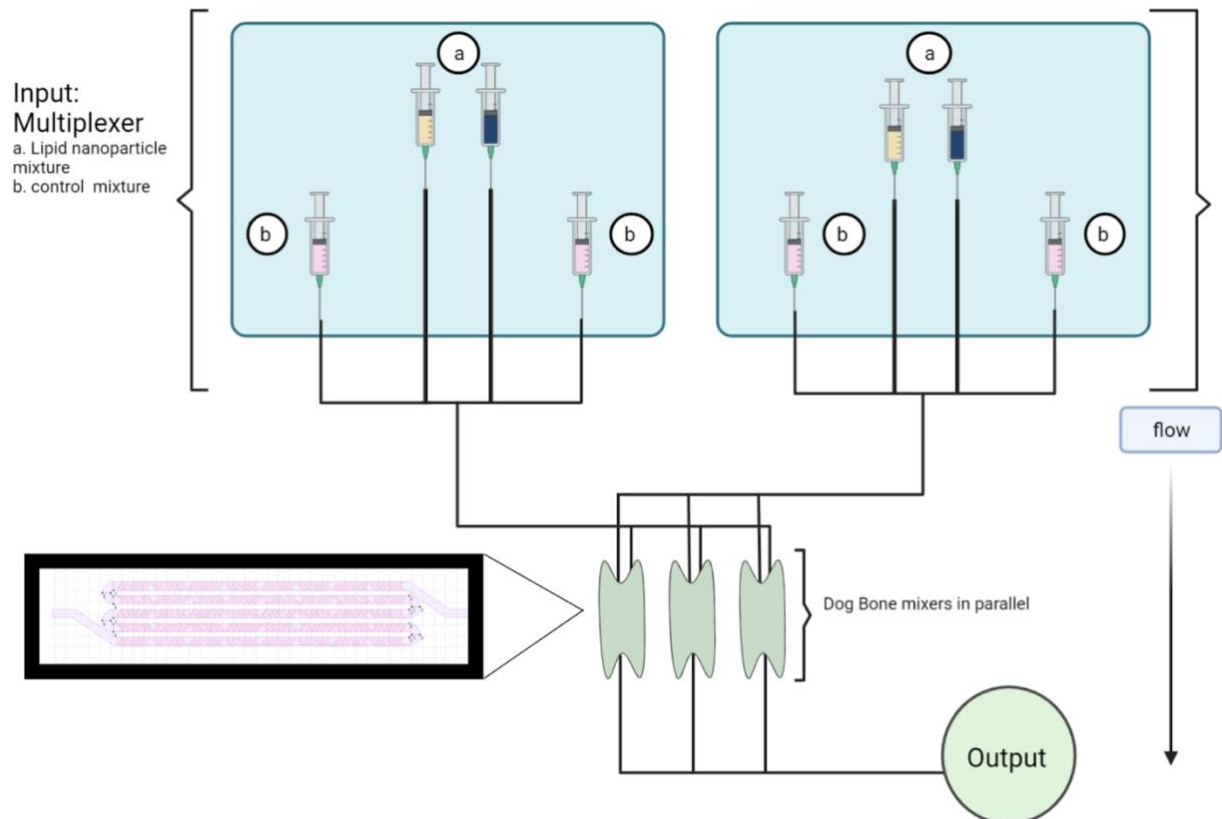 a
a
Input:
Multiplexer
a. Lipid nanoparticle
mixture
b. control  mixture
b
b
b
b
flow
Dog Bone mixers in parallel
Output